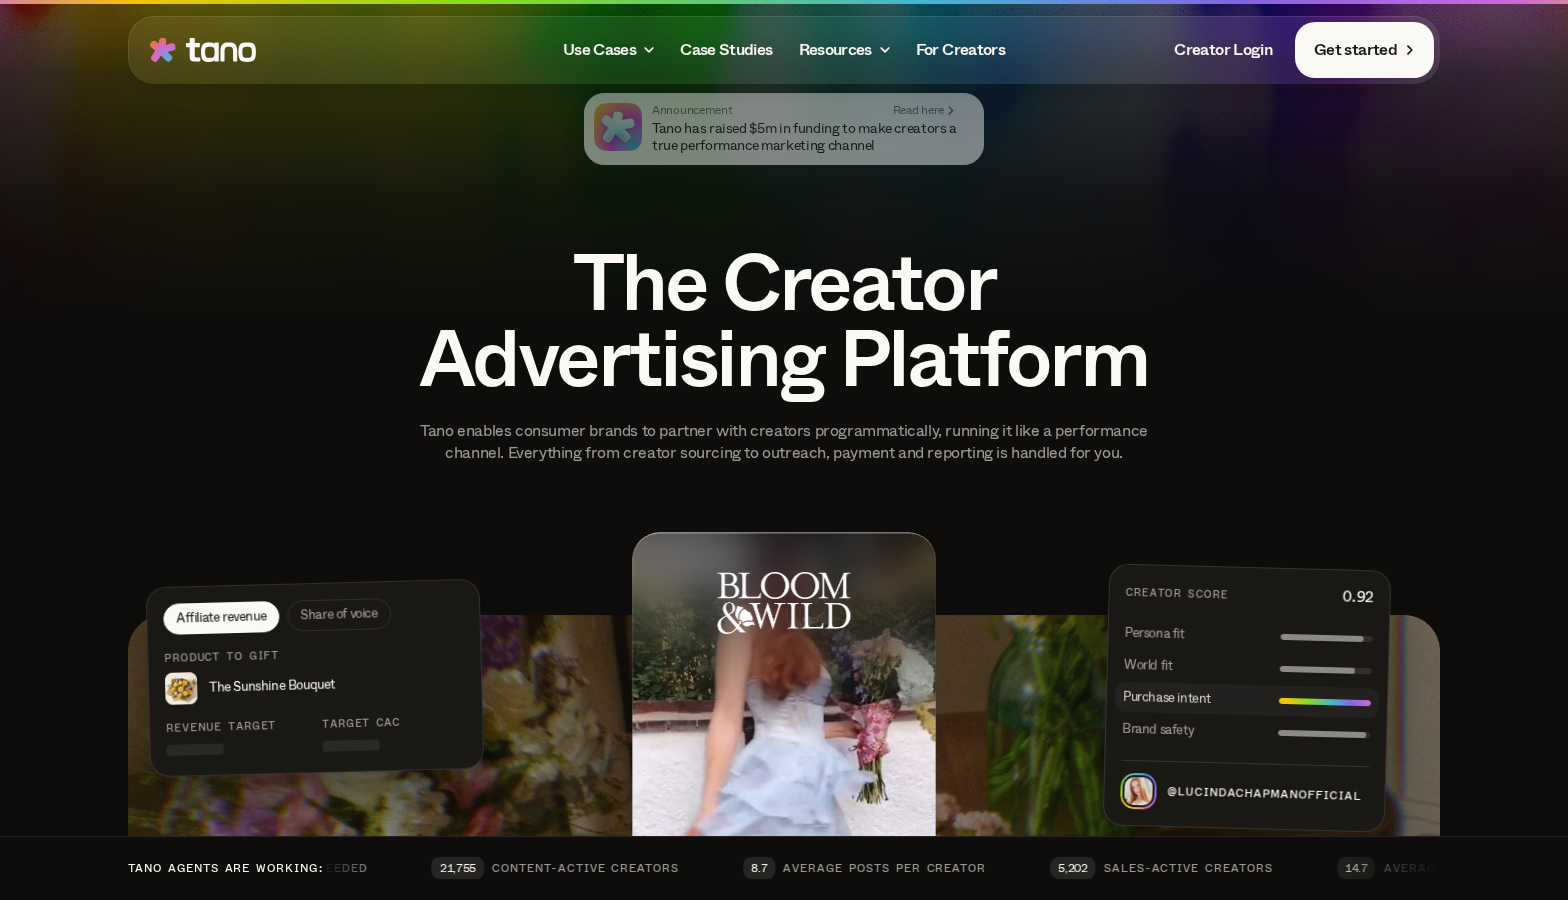 tano
Use Cases
Case Studies
Resources
For Creators
Creator Login
Get started
Announcement
Read here
Tano has raised $5m in funding to make creators a
true performance marketing channel
The Creator
Advertising Platform
Tano enables consumer brands to partner with creators programmatically, running it like a performance
channel. Everything from creator sourcing to outreach, payment and reporting is handled for you.
Affiliate revenue
Share of voice
PRODUCT TO GIFT
The Sunshine Bouquet
REVENUE TARGET
TARGET CAC
BLOOM
&WILD
CREATOR SCORE
0.92
Persona fit
World fit
Purchase intent
Brand safety
@LUCINDACHAPMANOFFICIAL
TANO AGENTS ARE WORKING:
21,755 CONTENT-ACTIVE CREATORS
8.7 AVERAGE POSTS PER CREATOR
5,202 SALES-ACTIVE CREATORS
14.7